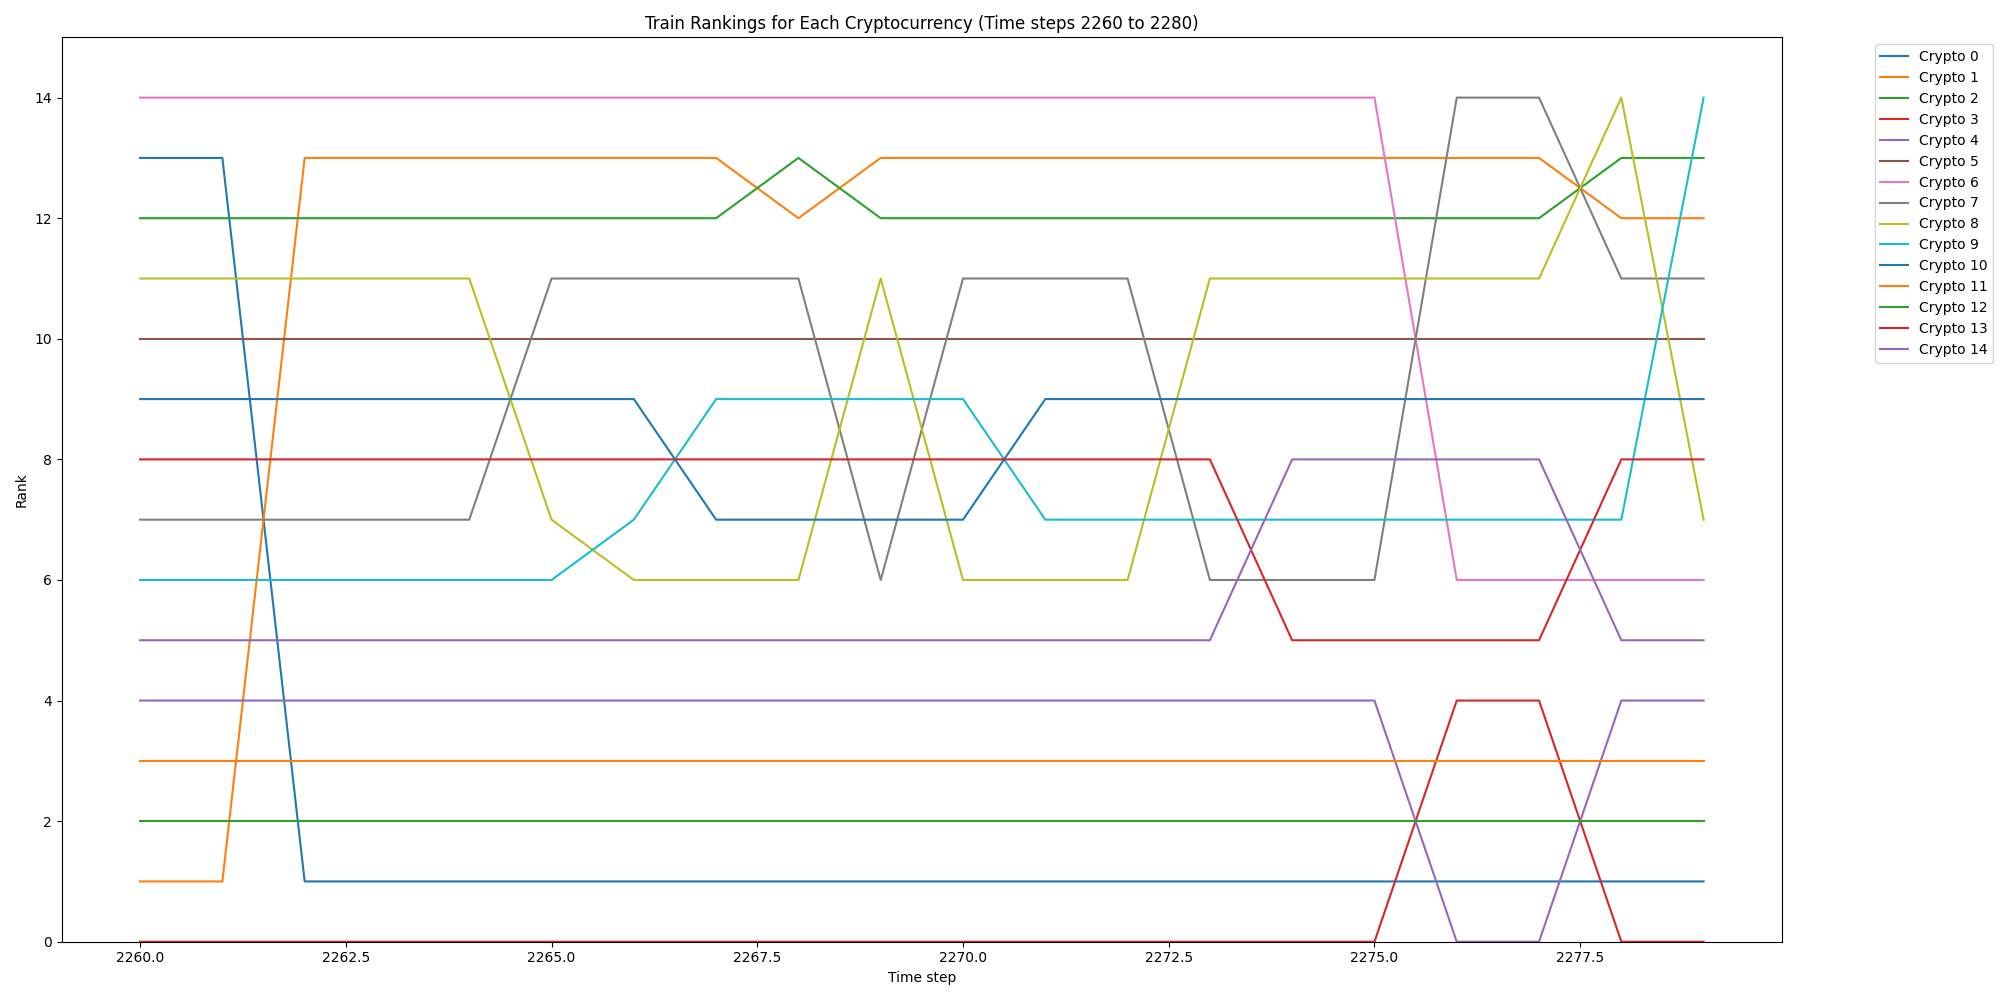 Train Rankings for Each Cryptocurrency (Time steps 2260 to 2280)
Rank
14
12
10
8
6
4
2
0
2260.0 2262.5 2265.0 2267.5 2270.0 2272.5 2275.0 2277.5
Time step
Crypto 0
Crypto 1
Crypto 2
Crypto 3
Crypto 4
Crypto 5
Crypto 6
Crypto 7
Crypto 8
Crypto 9
Crypto 10
Crypto 11
Crypto 12
Crypto 13
Crypto 14